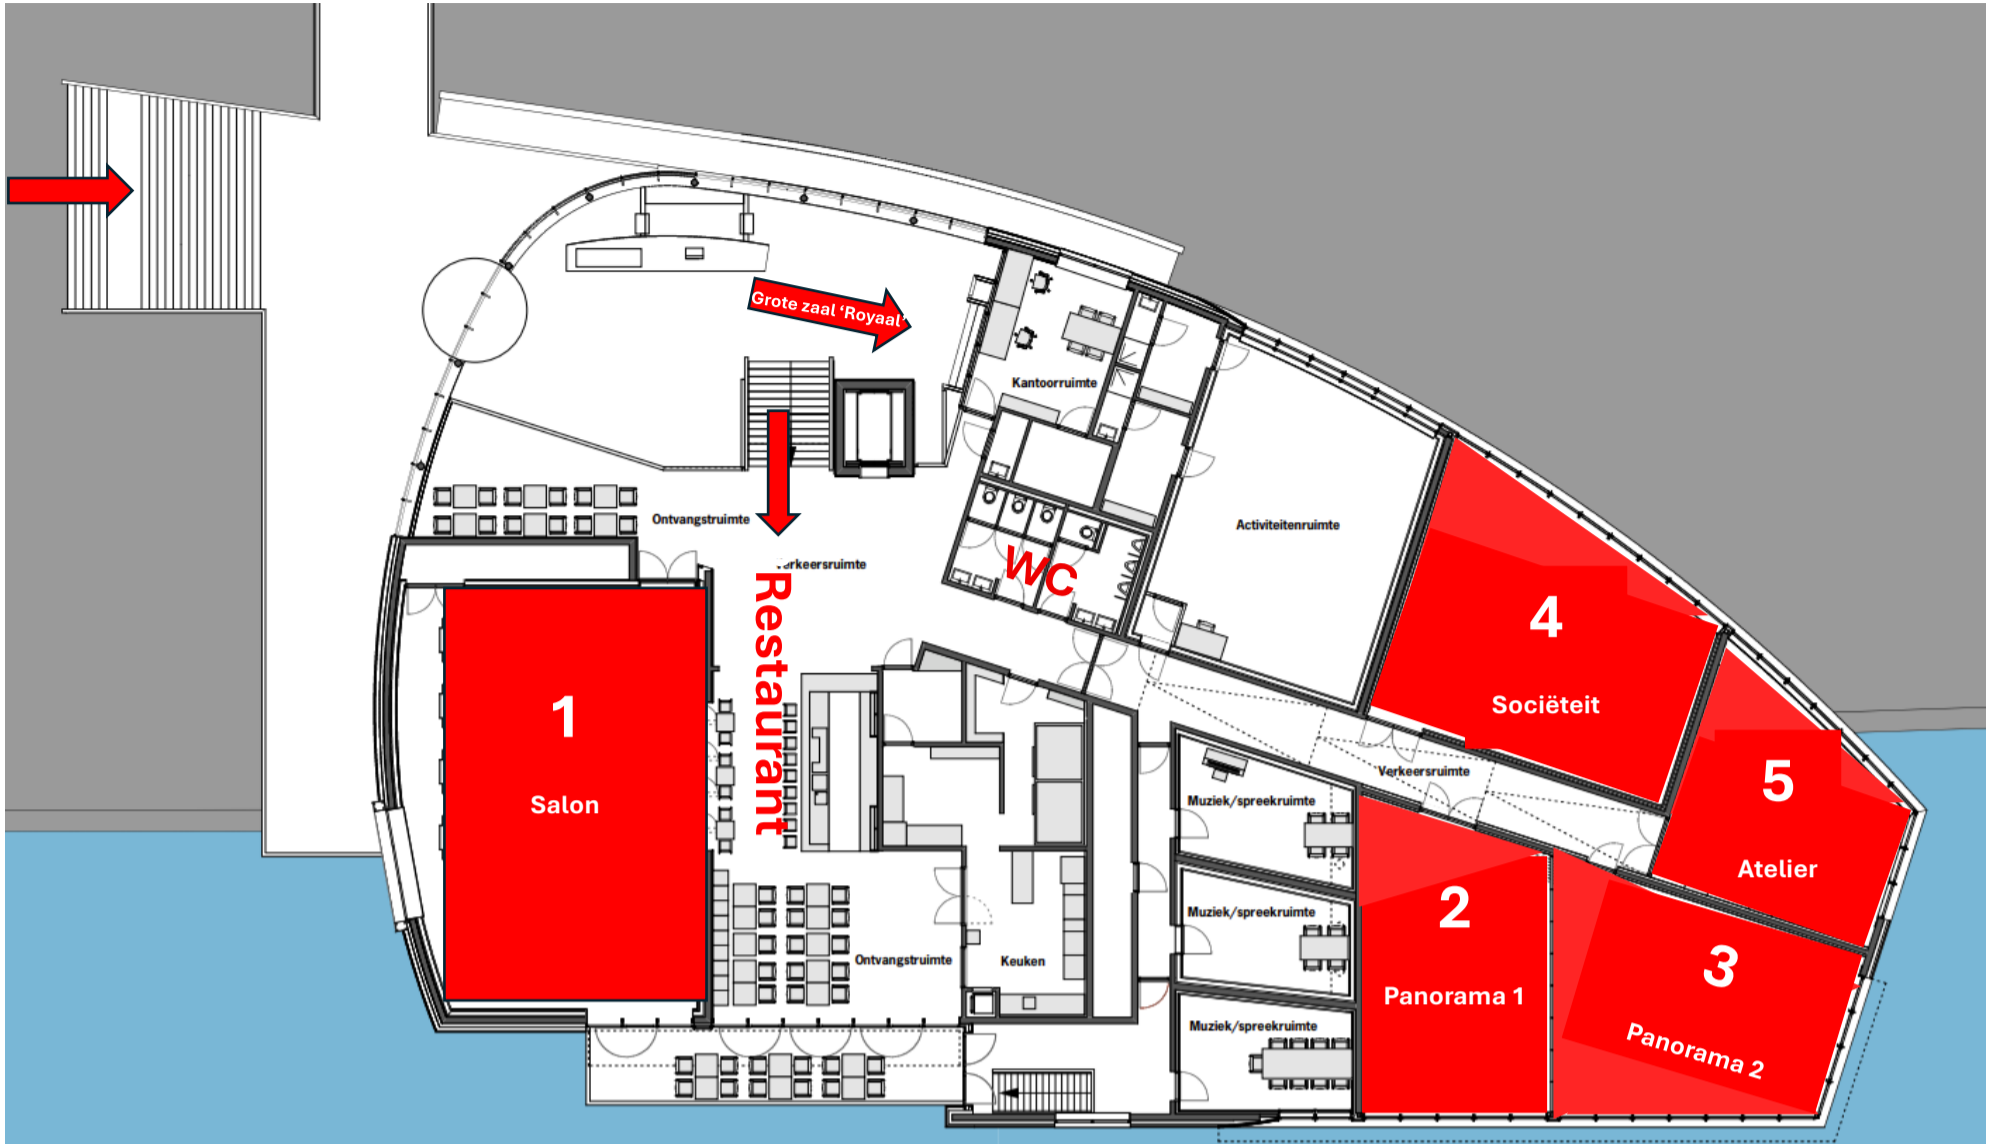 Grote zaal ‘Royaal’
Kantoorruimte
Ontvangstruimte
Activiteitenruimte
verkeersruimte
WC
Restaurant
4
Sociëteit
1
Salon
5
Atelier
Verkeersruimte
Muziek/spreekruimte
2
Panorama 1
Muziek/spreekruimte
3
Panorama 2
Ontvangstruimte
Keuken
Muziek/spreekruimte